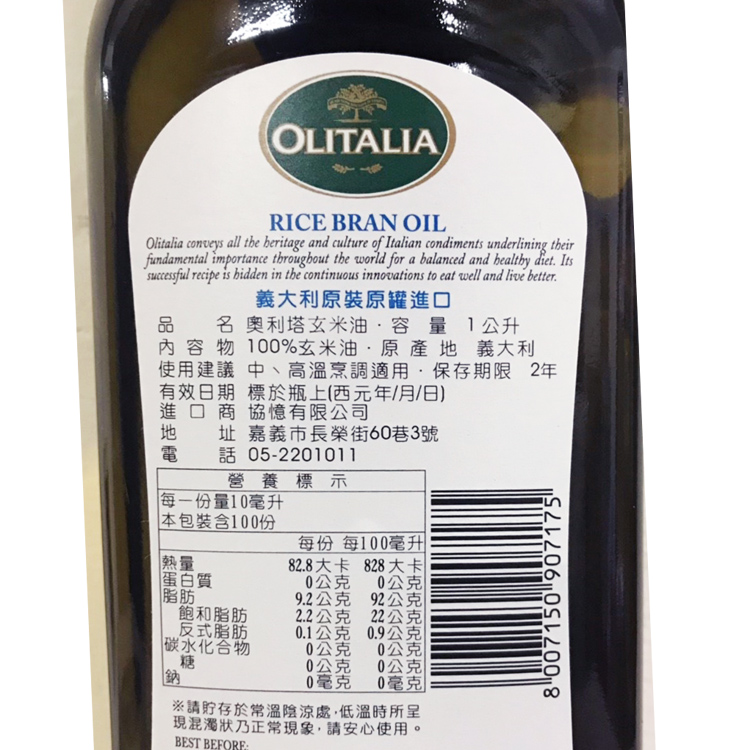 OLITALIA
RICE BRAN OIL
Olitalia conveys all the heritage and culture of Italian condiments underlining their
fundamental importance throughout the world for a balanced and healthy diet. Its
successful recipe is hidden in the continuous innovations to eat well and live better.
義大利原裝原罐進口
品 名 奧利塔玄米油·容 量 1公升
內容物 100%玄米油·原產地 義大利
使用建議 中、高溫烹調適用·保存期限 2年
有效日期 標於瓶上(西元年/月/日)
進口商 協憶有限公司
地 址 嘉義市長榮街60巷3號
電 話 05-2201011
營養標示
每一份量10毫升
本包裝含100份
每份 每100毫升
熱量 82.8大卡 828大卡
蛋白質 0公克 0公克
脂肪 9.2公克 92公克
飽和脂肪 2.2公克 22公克
反式脂肪 0.1公克 0.9公克
碳水化合物 0公克 0公克
糖 0公克 0公克
鈉 0毫克 0毫克
8 007150 907175
※請貯存於常溫陰涼處,低溫時所呈
現混濁狀乃正常現象,請安心使用。
BEST BEFORE: